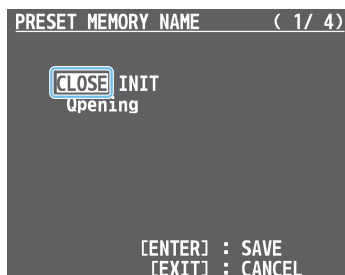 PRESET MEMORY NAME ( 1/ 4)
CLOSE INIT
Opening
[ENTER] : SAVE
[EXIT] : CANCEL